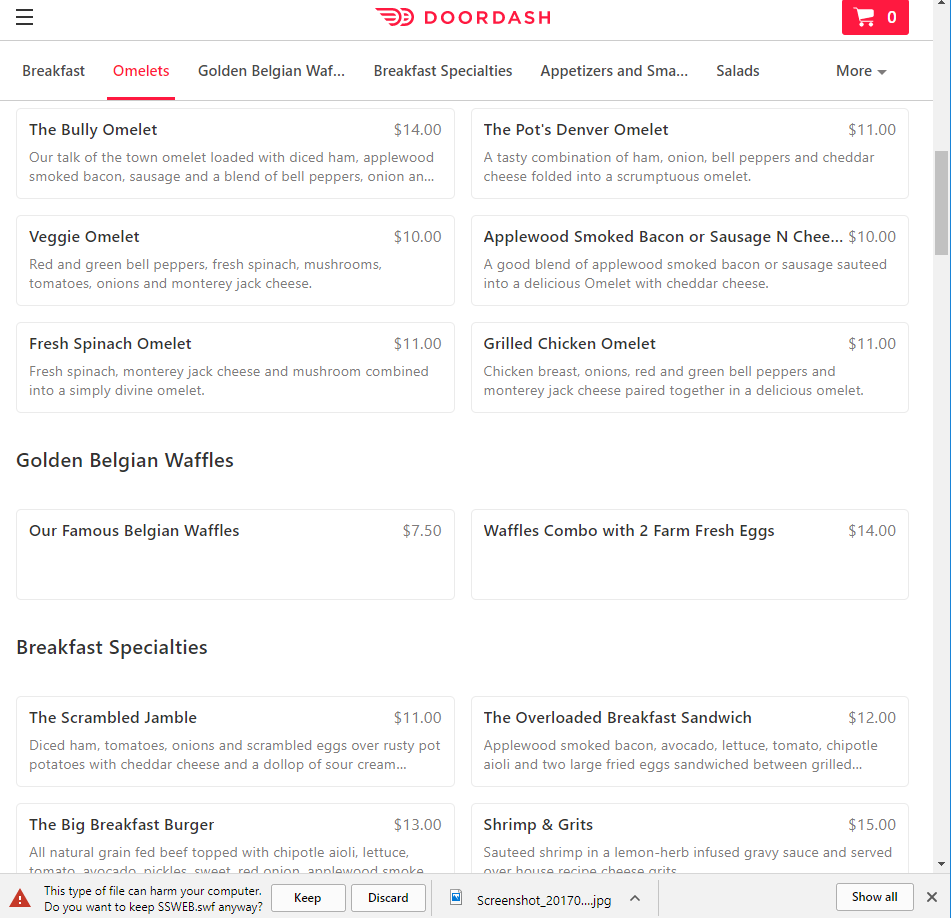 DOORDASH
0
Breakfast
Omelets
Golden Belgian Waf...
Breakfast Specialties
Appetizers and Sma...
Salads
More
The Bully Omelet
$14.00
Our talk of the town omelet loaded with diced ham, applewood
smoked bacon, sausage and a blend of bell peppers, onion an...
The Pot's Denver Omelet
$11.00
A tasty combination of ham, onion, bell peppers and cheddar
cheese folded into a scrumptuous omelet.
Veggie Omelet
$10.00
Red and green bell peppers, fresh spinach, mushrooms,
tomatoes, onions and monterey jack cheese.
Applewood Smoked Bacon or Sausage N Chee...
$10.00
A good blend of applewood smoked bacon or sausage sauteed
into a delicious Omelet with cheddar cheese.
Fresh Spinach Omelet
$11.00
Fresh spinach, monterey jack cheese and mushroom combined
into a simply divine omelet.
Grilled Chicken Omelet
$11.00
Chicken breast, onions, red and green bell peppers and
monterey jack cheese paired together in a delicious omelet.
Golden Belgian Waffles
Our Famous Belgian Waffles
$7.50
Waffles Combo with 2 Farm Fresh Eggs
$14.00
Breakfast Specialties
The Scrambled Jamble
$11.00
Diced ham, tomatoes, onions and scrambled eggs over rusty pot
potatoes with cheddar cheese and a dollop of sour cream...
The Overloaded Breakfast Sandwich
$12.00
Applewood smoked bacon, avocado, lettuce, tomato, chipotle
aioli and two large fried eggs sandwiched between grilled...
The Big Breakfast Burger
$13.00
All natural grain fed beef topped with chipotle aioli, lettuce,
tomato, avocado, pickles, sweet, red onion, applewood smoke
Shrimp & Grits
$15.00
Sauteed shrimp in a lemon-herb infused gravy sauce and served
over house recipe cheese grits
This type of file can harm your computer.
Do you want to keep SSWEB.swf anyway?
Keep
Discard
Screenshot_20170....jpg
Show all